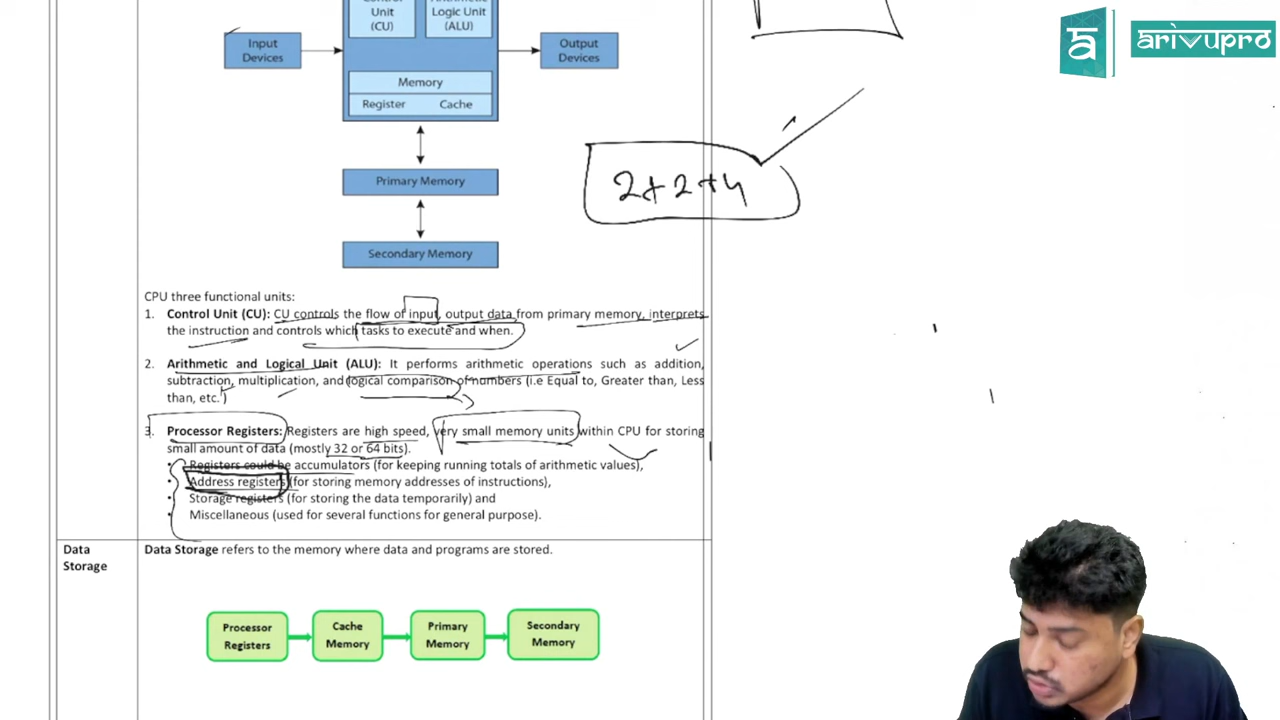 Control
Unit
(CU)
Arithmetic
Logic Unit
(ALU)
Input
Devices
Output
Devices
Memory
Register Cache
Primary Memory
Secondary Memory
2+2+4
ā
arivupro
CPU three functional units:
1. Control Unit (CU): CU controls the flow of input, output data from primary memory, interprets
the instruction and controls which tasks to execute and when.
2. Arithmetic and Logical Unit (ALU): It performs arithmetic operations such as addition,
subtraction, multiplication, and logical comparison of numbers (i.e Equal to, Greater than, Less
than, etc.)
3. Processor Registers: Registers are high speed, very small memory units within CPU for storing
small amount of data (mostly 32 or 64 bits).
• Registers could be accumulators (for keeping running totals of arithmetic values),
• Address registers (for storing memory addresses of instructions),
• Storage registers (for storing the data temporarily) and
• Miscellaneous (used for several functions for general purpose).
Data
Storage
Data Storage refers to the memory where data and programs are stored.
Processor
Registers
Cache
Memory
Primary
Memory
Secondary
Memory